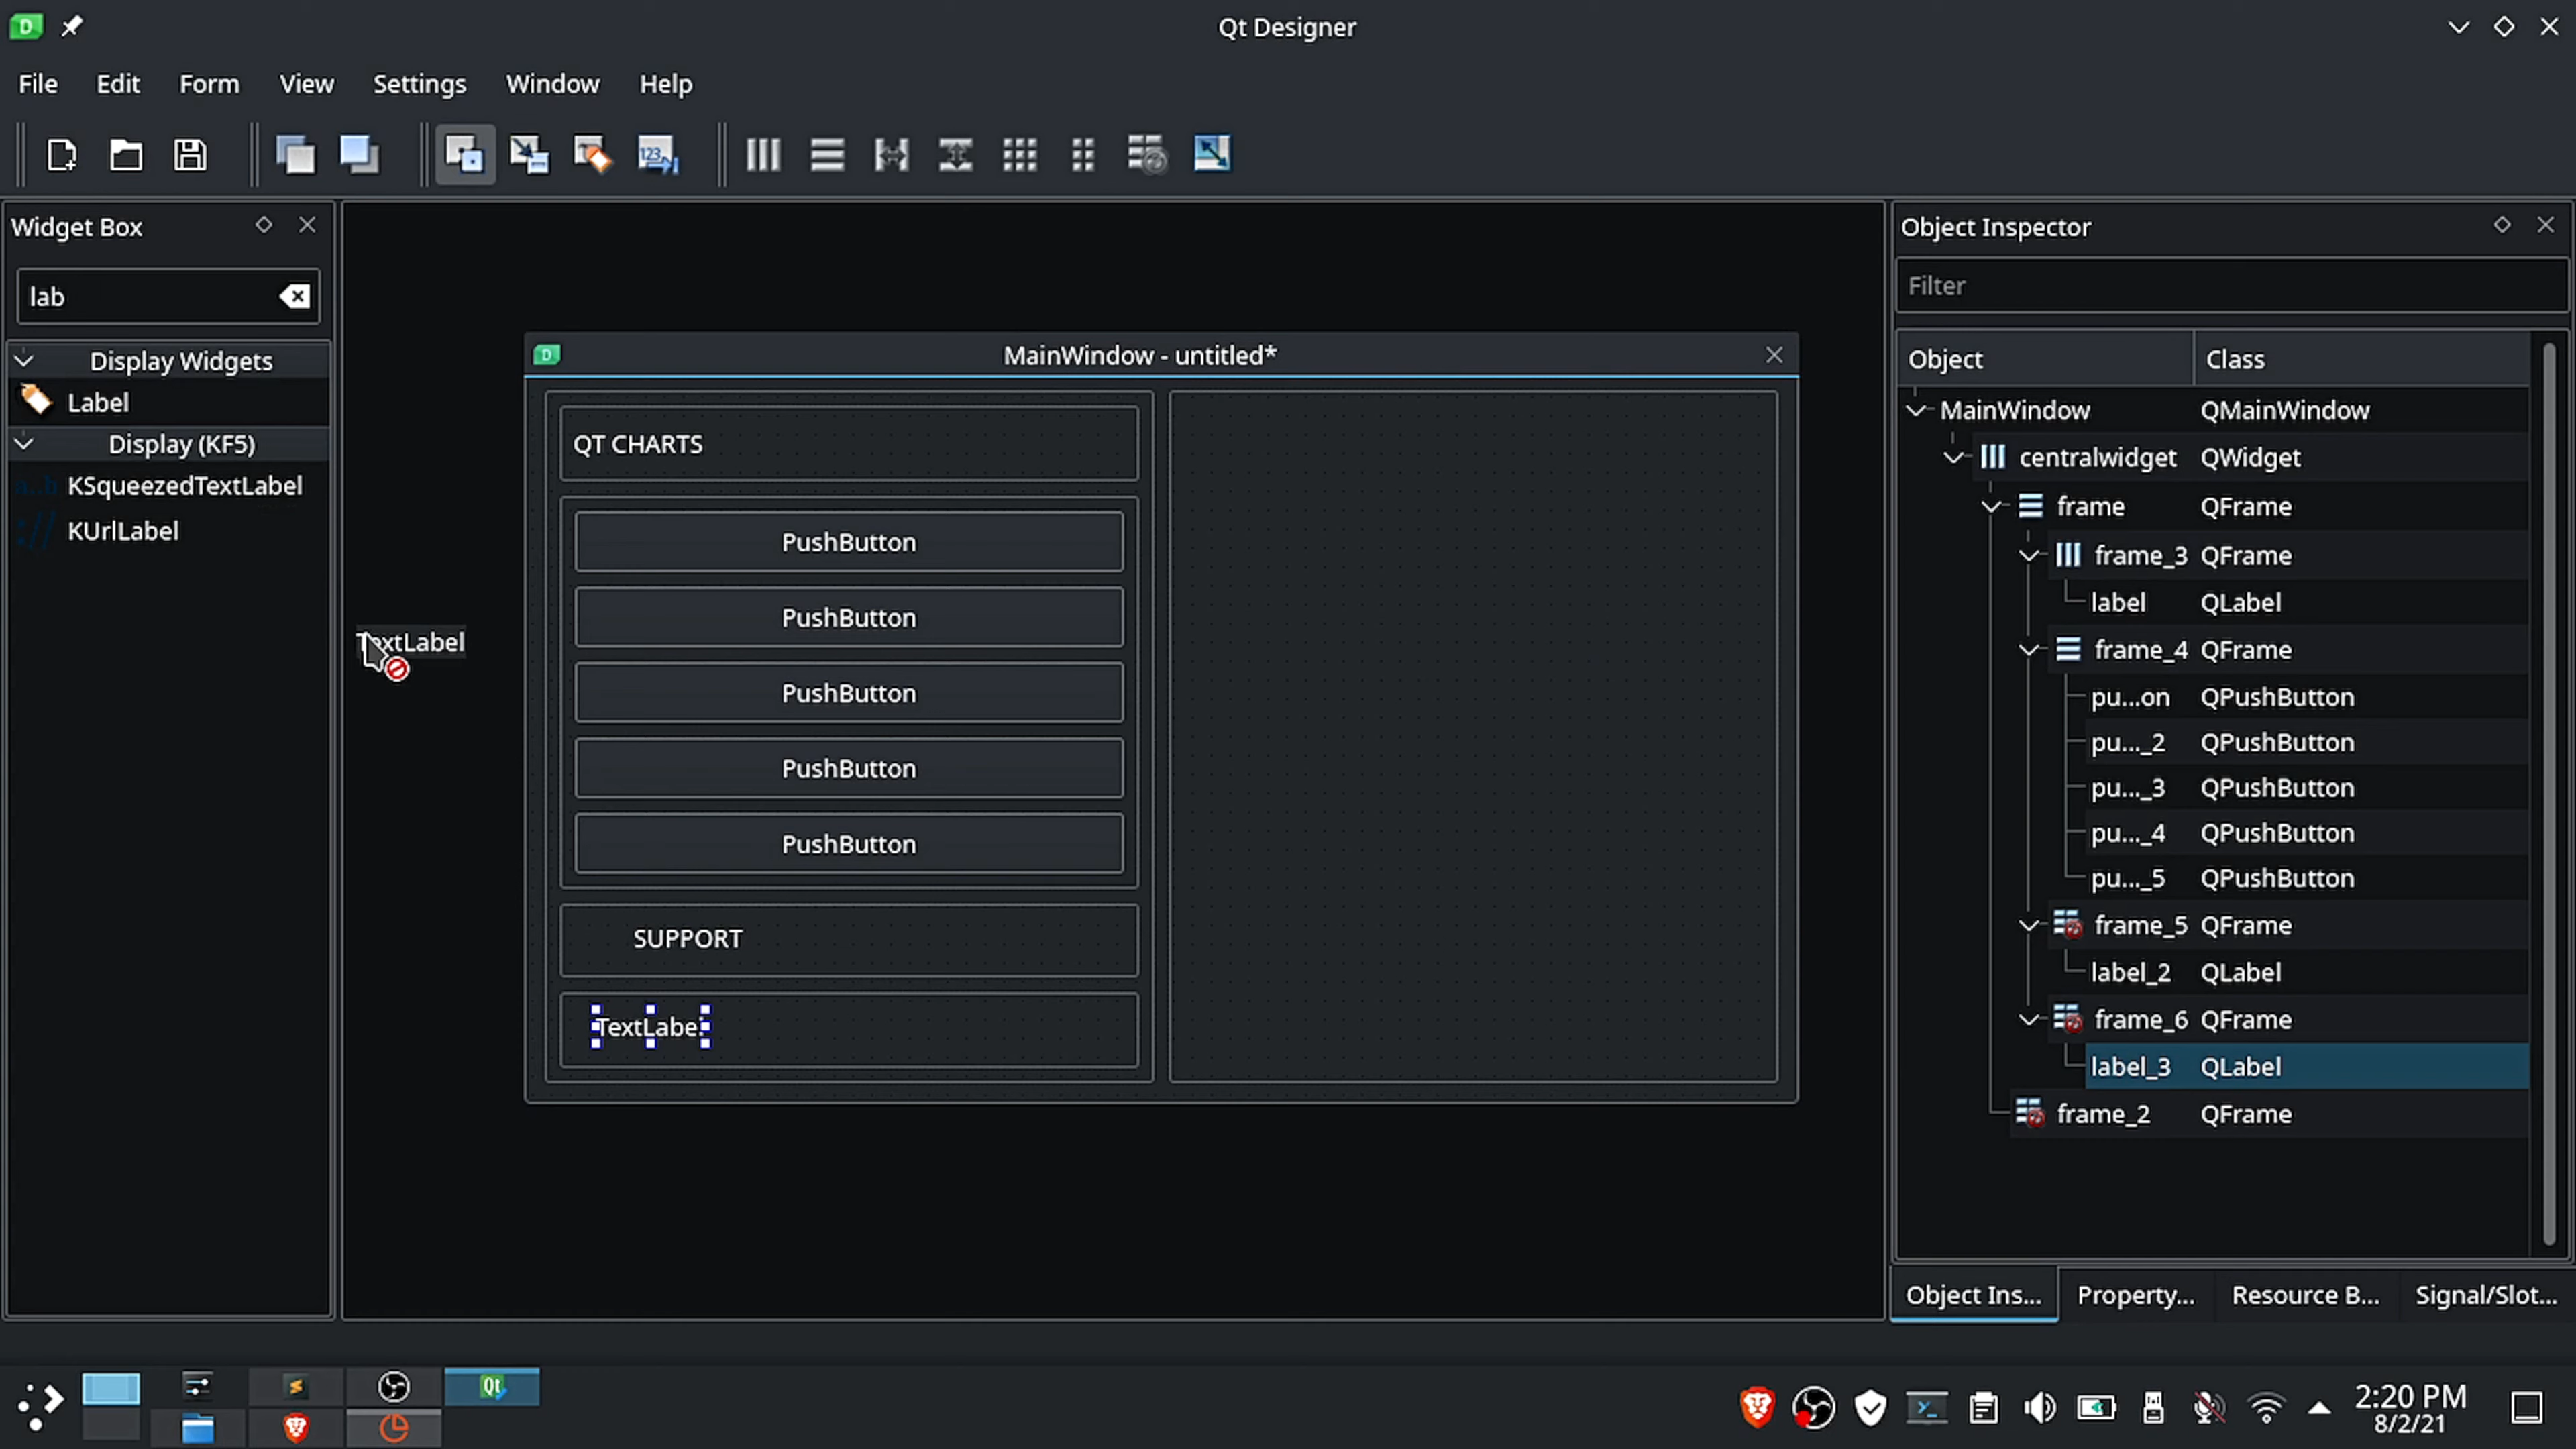 Qt Designer
File Edit Form View Settings Window Help
Widget Box
lab
Display Widgets
Label
Display (KF5)
KSqueezedTextLabel
KUrlLabel
TextLabel
MainWindow - untitled*
QT CHARTS
PushButton
PushButton
PushButton
PushButton
PushButton
SUPPORT
TextLabel
Object Inspector
Filter
Object Class
MainWindow QMainWindow
centralwidget QWidget
frame QFrame
frame_3 QFrame
label QLabel
frame_4 QFrame
pu...on QPushButton
pu..._2 QPushButton
pu..._3 QPushButton
pu..._4 QPushButton
pu..._5 QPushButton
frame_5 QFrame
label_2 QLabel
frame_6 QFrame
label_3 QLabel
frame_2 QFrame
Object Ins... Property... Resource B... Signal/Slot...
2:20 PM
8/2/21